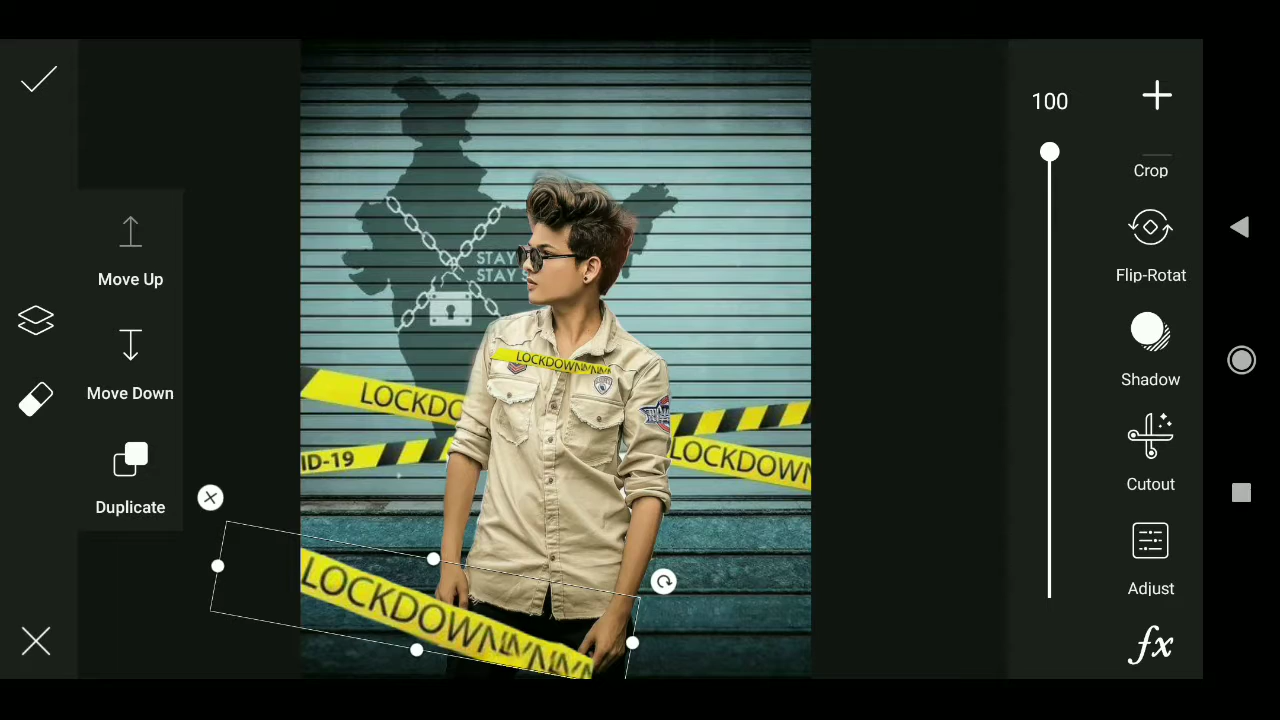 100
Crop
Flip-Rotat
Move Up
STAY
STAY S
Shadow
LOCKDOWN
Move Down
LOCKDO
ID-19
LOCKDOWN
Cutout
Duplicate
LOCKDOWN
Adjust
fx